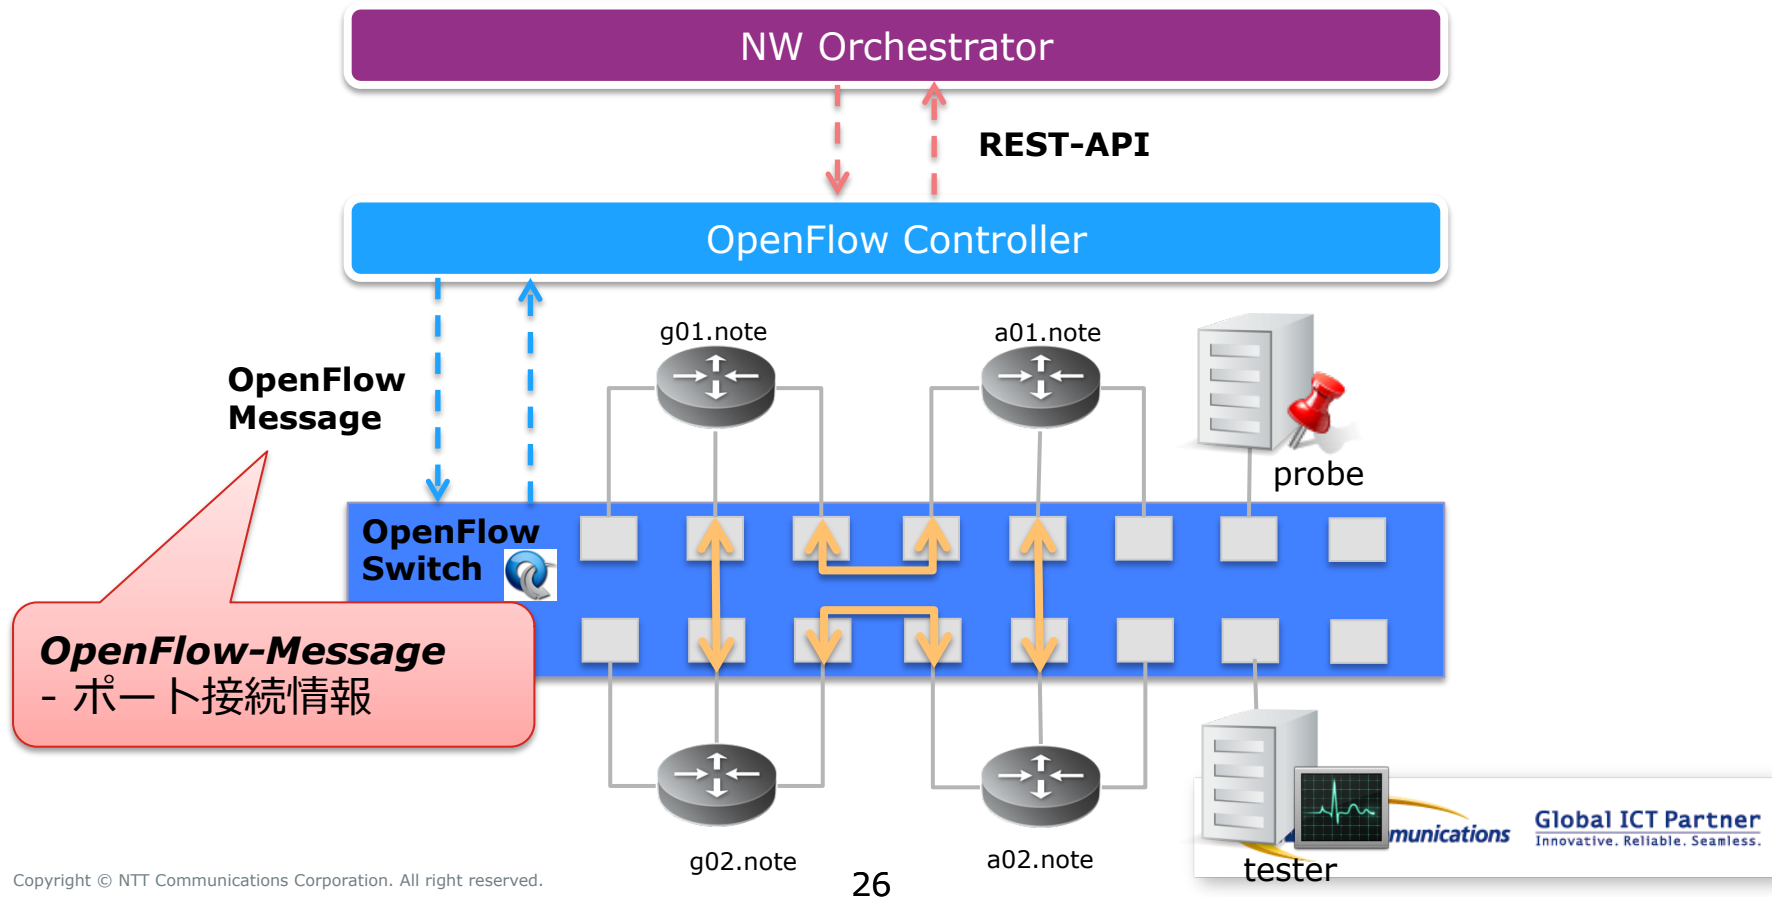 NW Orchestrator
REST-API
OpenFlow Controller
g01.note
a01.note
OpenFlow
Message
probe
OpenFlow
Switch
OpenFlow-Message
- ポート接続情報
g02.note
a02.note
tester
munications
Global ICT Partner
Innovative. Reliable. Seamless.
Copyright © NTT Communications Corporation. All right reserved.
26